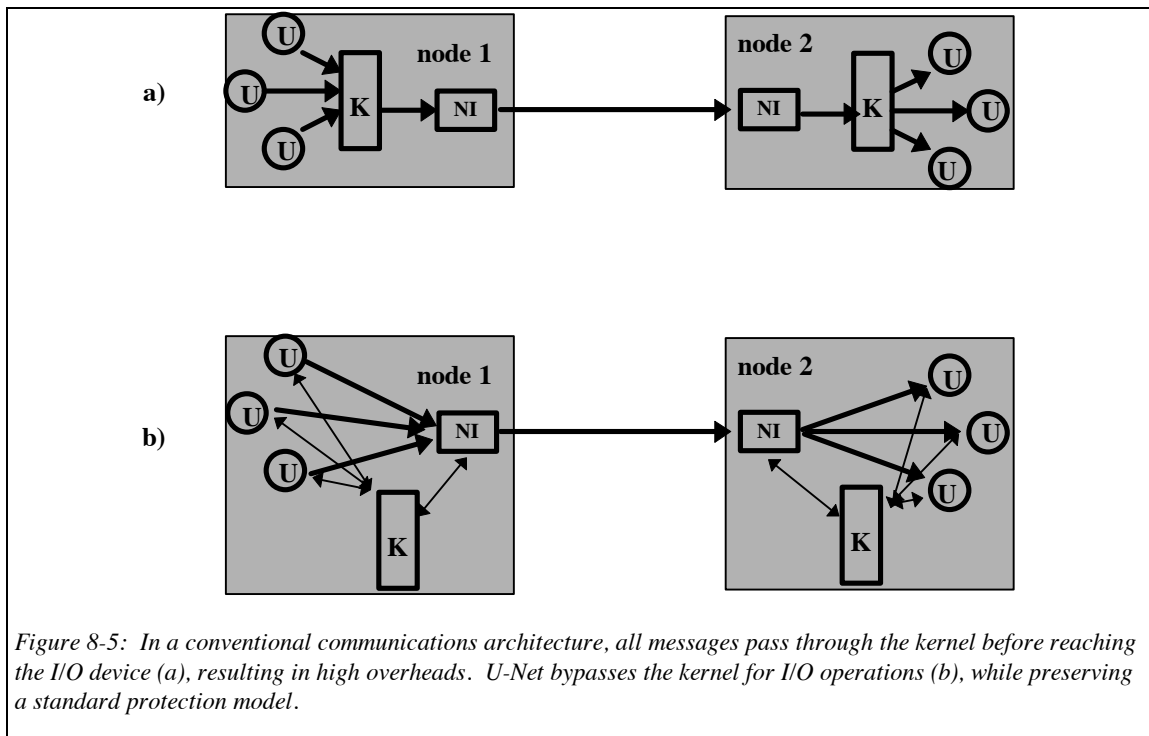 U
node 1
U
K
NI
U
a)
node 2
U
NI
K
U
U
U
node 1
U
NI
U
K
b)
node 2
U
NI
U
U
K
Figure 8-5: In a conventional communications architecture, all messages pass through the kernel before reaching
the I/O device (a), resulting in high overheads. U-Net bypasses the kernel for I/O operations (b), while preserving
a standard protection model.